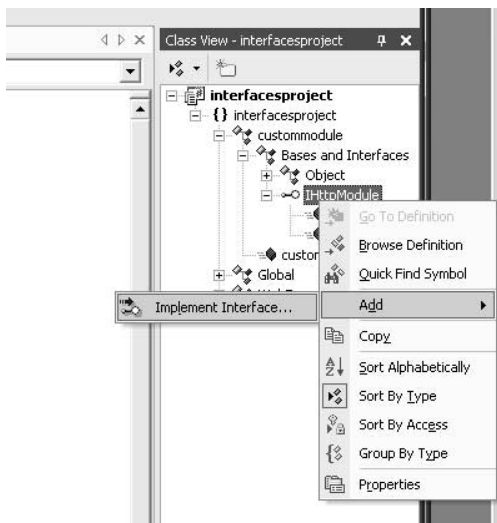 Class View - interfacesproject
interfacesproject
{} interfacesproject
custommodule
Bases and Interfaces
Object
IHttpModule
Go To Definition
Browse Definition
custor
Quick Find Symbol
Global
Implement Interface...
Add
Copy
Sort Alphabetically
Sort By Type
Sort By Access
Group By Type
Properties